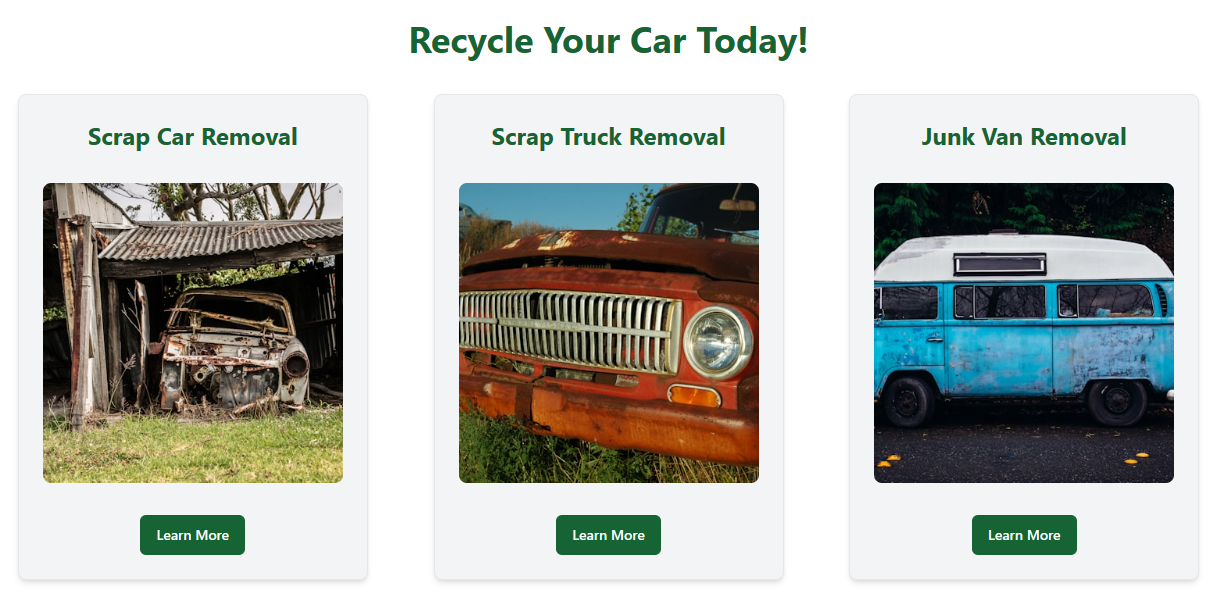 Recycle Your Car Today!
Scrap Car Removal
Scrap Truck Removal
Junk Van Removal
Learn More
Learn More
Learn More